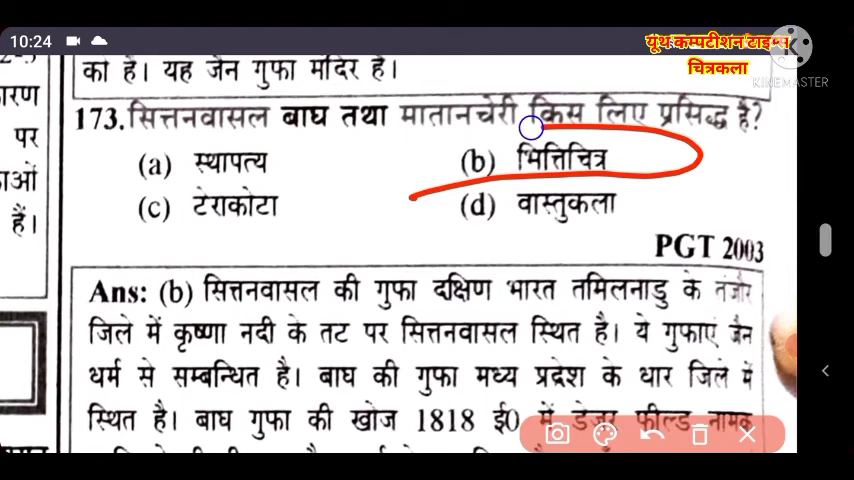 10:24
यूथ कम्पटीशन टाइम्स
चित्रकला
KINEMASTER
को है। यह जैन गुफा मंदिर है।
ारण
पर
ाओं
हैं।
173.सित्तनवासल बाघ तथा मातानचेरी किस लिए प्रसिद्ध है?
(a) स्थापत्य (b) भित्तिचित्र
(c) टेराकोटा (d) वास्तुकला
PGT 2003
Ans: (b) सित्तनवासल की गुफा दक्षिण भारत तमिलनाडु के तंजौर
जिले में कृष्णा नदी के तट पर सित्तनवासल स्थित है। ये गुफाएं जैन
धर्म से सम्बन्धित है। बाघ की गुफा मध्य प्रदेश के धार जिले में
स्थित है। बाघ गुफा की खोज 1818 ई0 में डेजर फील्ड नामक